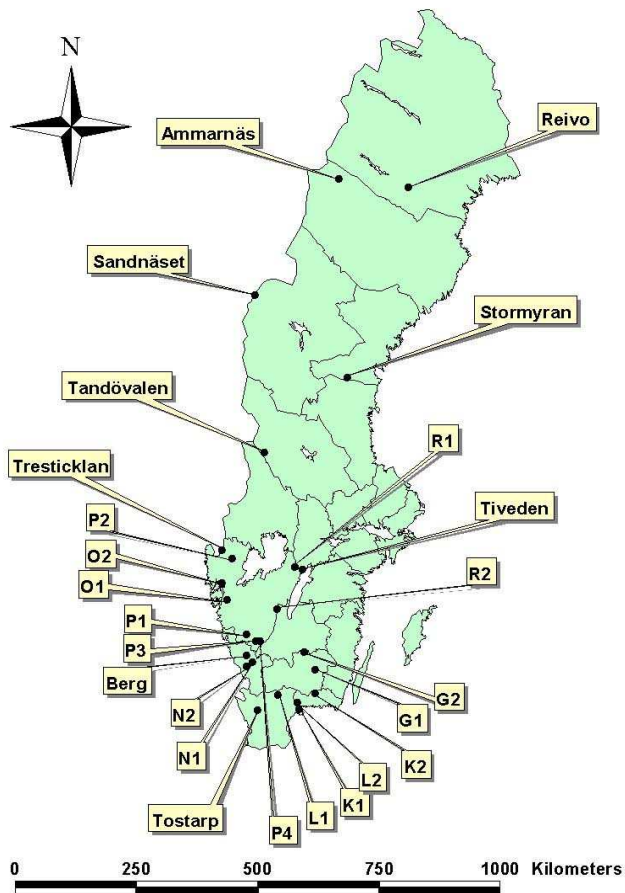 N
Reivo
Ammarnäs
Sandnäset
Stormyran
Tandövalen
R1
Tresticklan
Tiveden
P2
O2
R2
O1
P1
P3
Berg
G2
N2
G1
N1
K2
L2
K1
Tostarp
L1
P4
0 250 500 750 1000 Kilometers